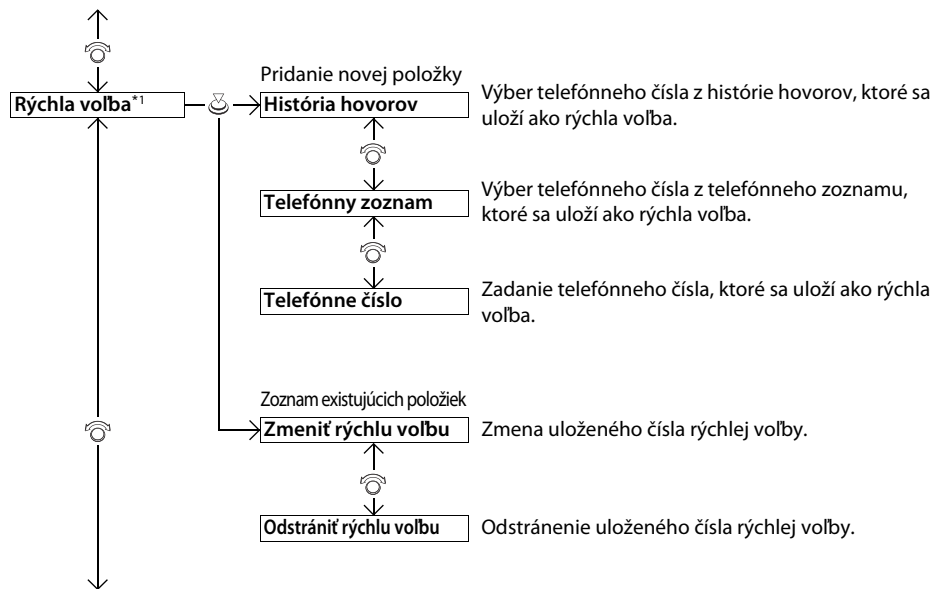 Pridanie novej položky
Rýchla voľba*1
História hovorov
Výber telefónneho čísla z histórie hovorov, ktoré sa
uloží ako rýchla voľba.
Telefónny zoznam
Výber telefónneho čísla z telefónneho zoznamu,
ktoré sa uloží ako rýchla voľba.
Telefónne číslo
Zadanie telefónneho čísla, ktoré sa uloží ako rýchla
voľba.
Zoznam existujúcich položiek
Zmeniť rýchlu voľbu
Zmena uloženého čísla rýchlej voľby.
Odstrániť rýchlu voľbu
Odstránenie uloženého čísla rýchlej voľby.